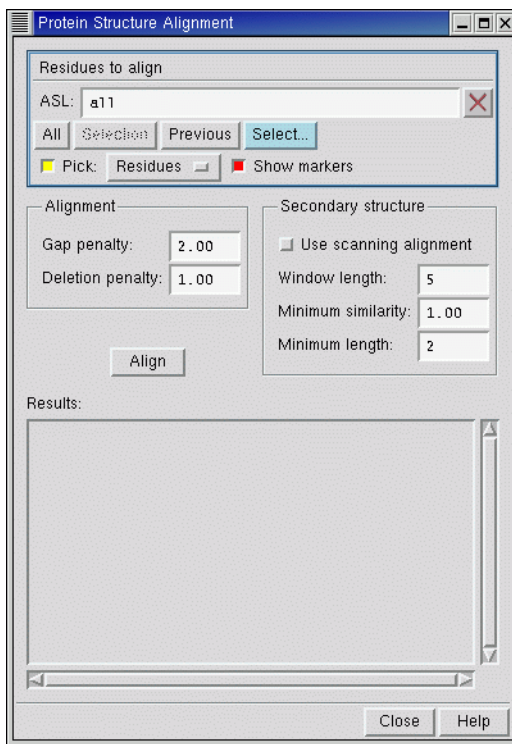 Protein Structure Alignment
Residues to align
ASL: all
All Selection Previous Select...
Pick: Residues Show markers
Alignment
Gap penalty: 2.00
Deletion penalty: 1.00
Secondary structure
Use scanning alignment
Window length: 5
Minimum similarity: 1.00
Minimum length: 2
Align
Results:
Close Help